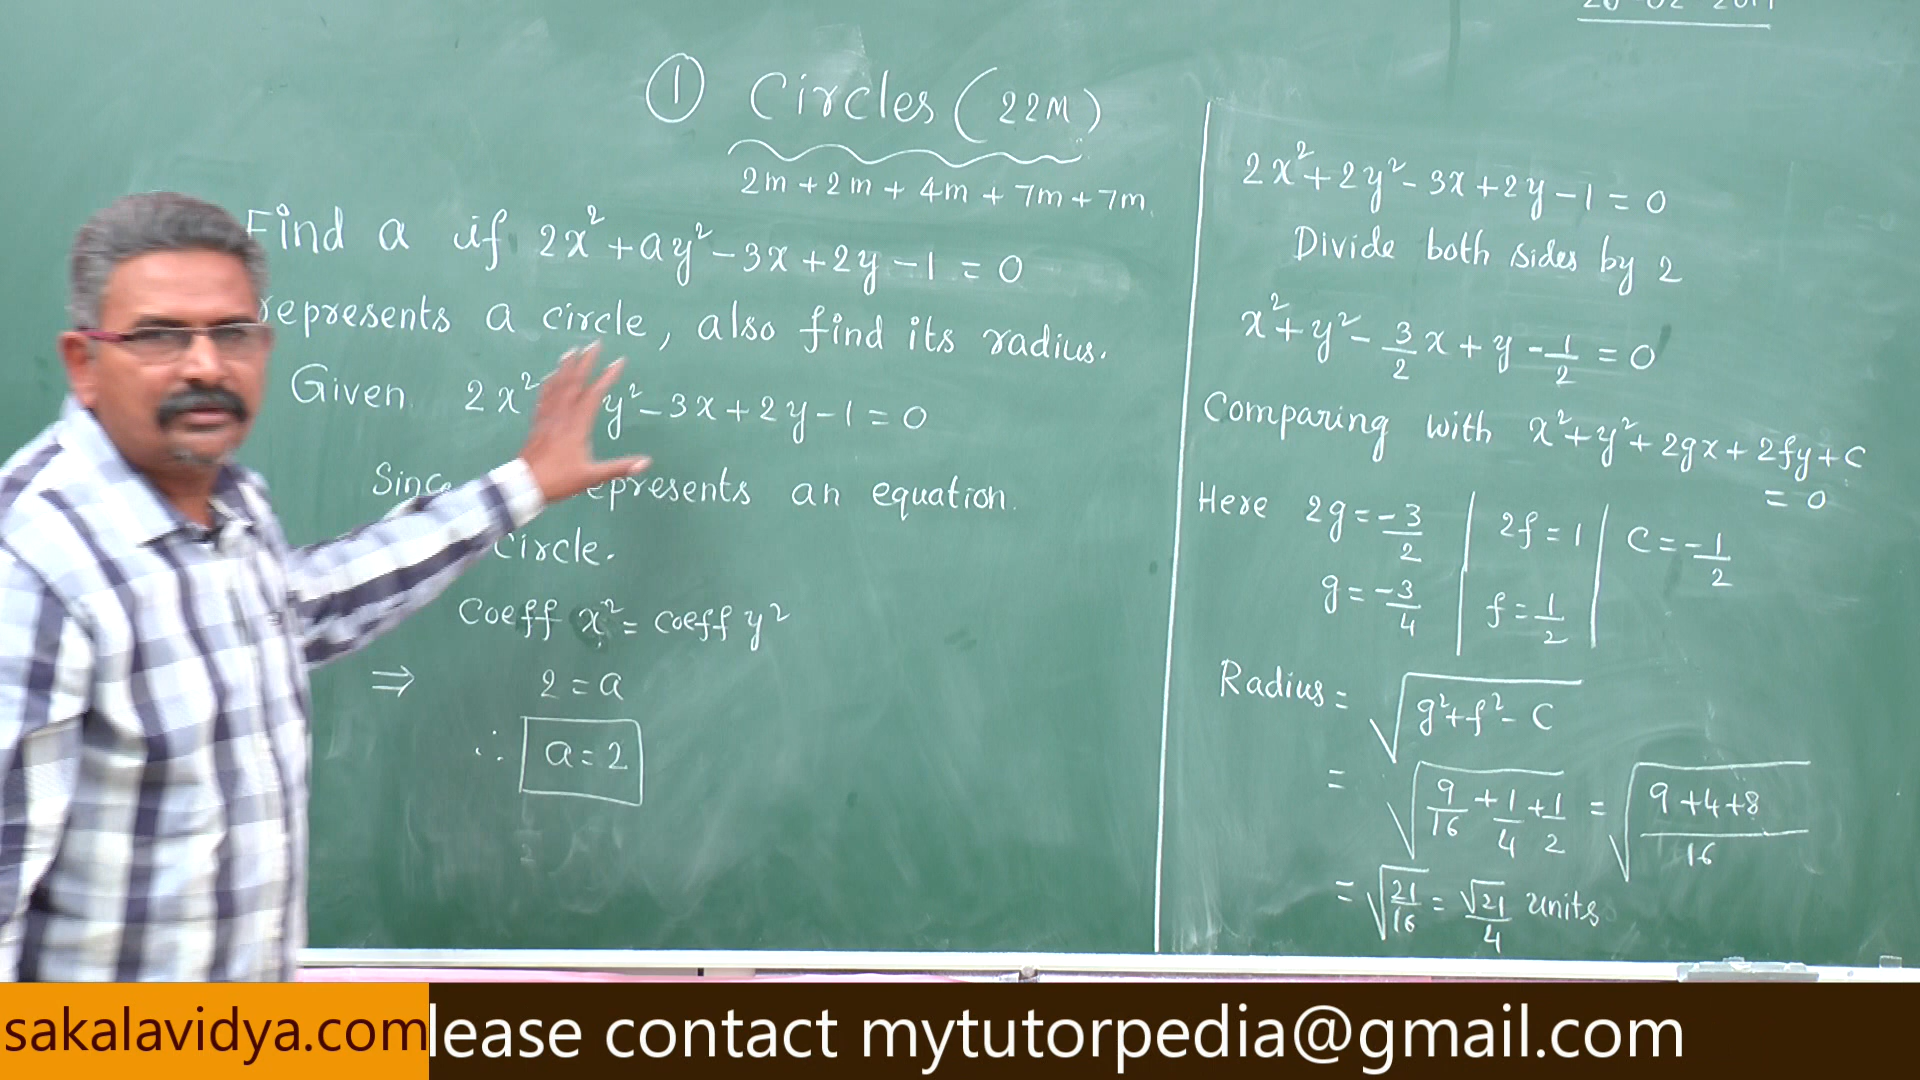 ① Circles (22M)
2m + 2m + 4m + 7m + 7m
Find a if 2x² + ay² - 3x + 2y - 1 = 0
represents a circle, also find its radius.
Given 2x² y² - 3x + 2y - 1 = 0
represents an equation
Circle.
Coeff x² = coeff y²
⇒ 2 = a
∴ a = 2
2x² + 2y² - 3x + 2y - 1 = 0
Divide both sides by 2
x² + y² - 3/2 x + y - 1/2 = 0
Comparing with x² + y² + 2gx + 2fy + C
= 0
Here 2g = -3/2 | 2f = 1 | C = -1/2
g = -3/4 | f = 1/2
Radius = √(g² + f² - C)
= √(9/16 + 1/4 + 1/2) = √((9+4+8)/16)
= √(21/16) = √21/4 units
sakalavidya.com lease contact mytutorpedia@gmail.com